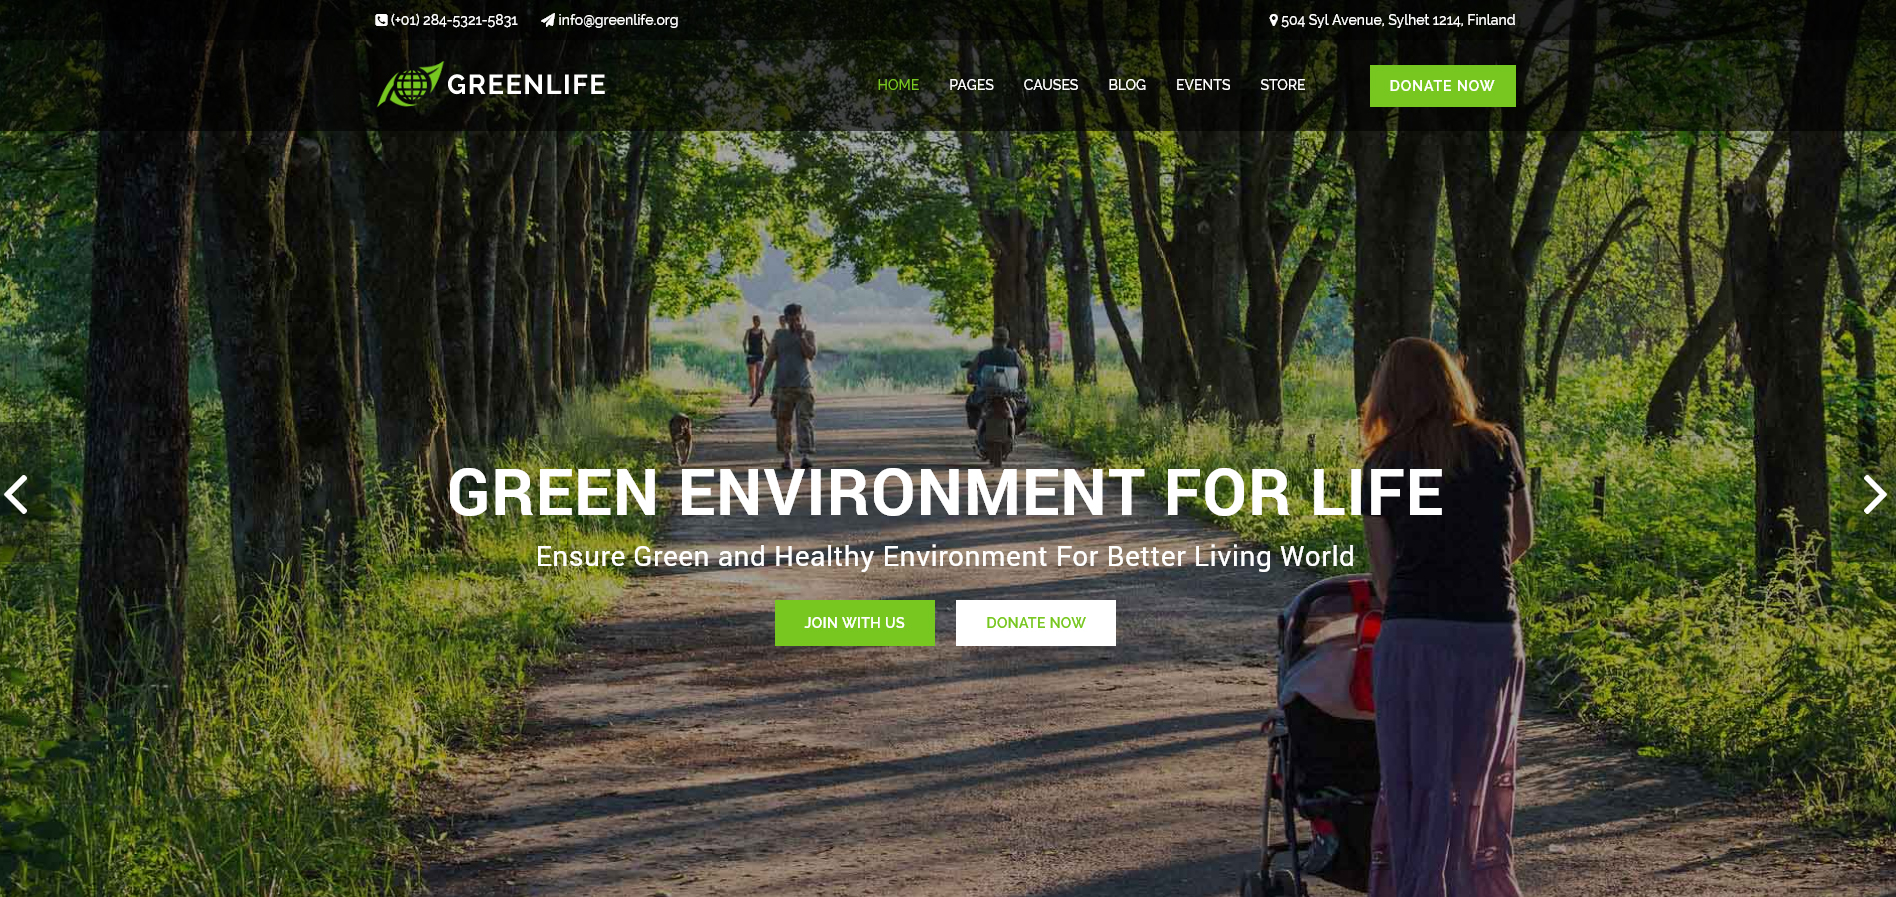 (+01) 284-5321-5831 info@greenlife.org 504 Syl Avenue, Sylhet 1214, Finland
GREENLIFE HOME PAGES CAUSES BLOG EVENTS STORE DONATE NOW
GREEN ENVIRONMENT FOR LIFE
Ensure Green and Healthy Environment For Better Living World
JOIN WITH US DONATE NOW